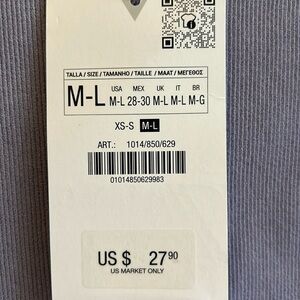 TALLA / SIZE / TAMANHO / TAILLE / MAAT / ΜΕΓΕΘΟΣ
USA MEX UK IT BR
M-L M-L 28-30 M-L M-L M-G
XS-S M-L
ART.: 1014/850/629
01014850629983
US $ 27 90
US MARKET ONLY